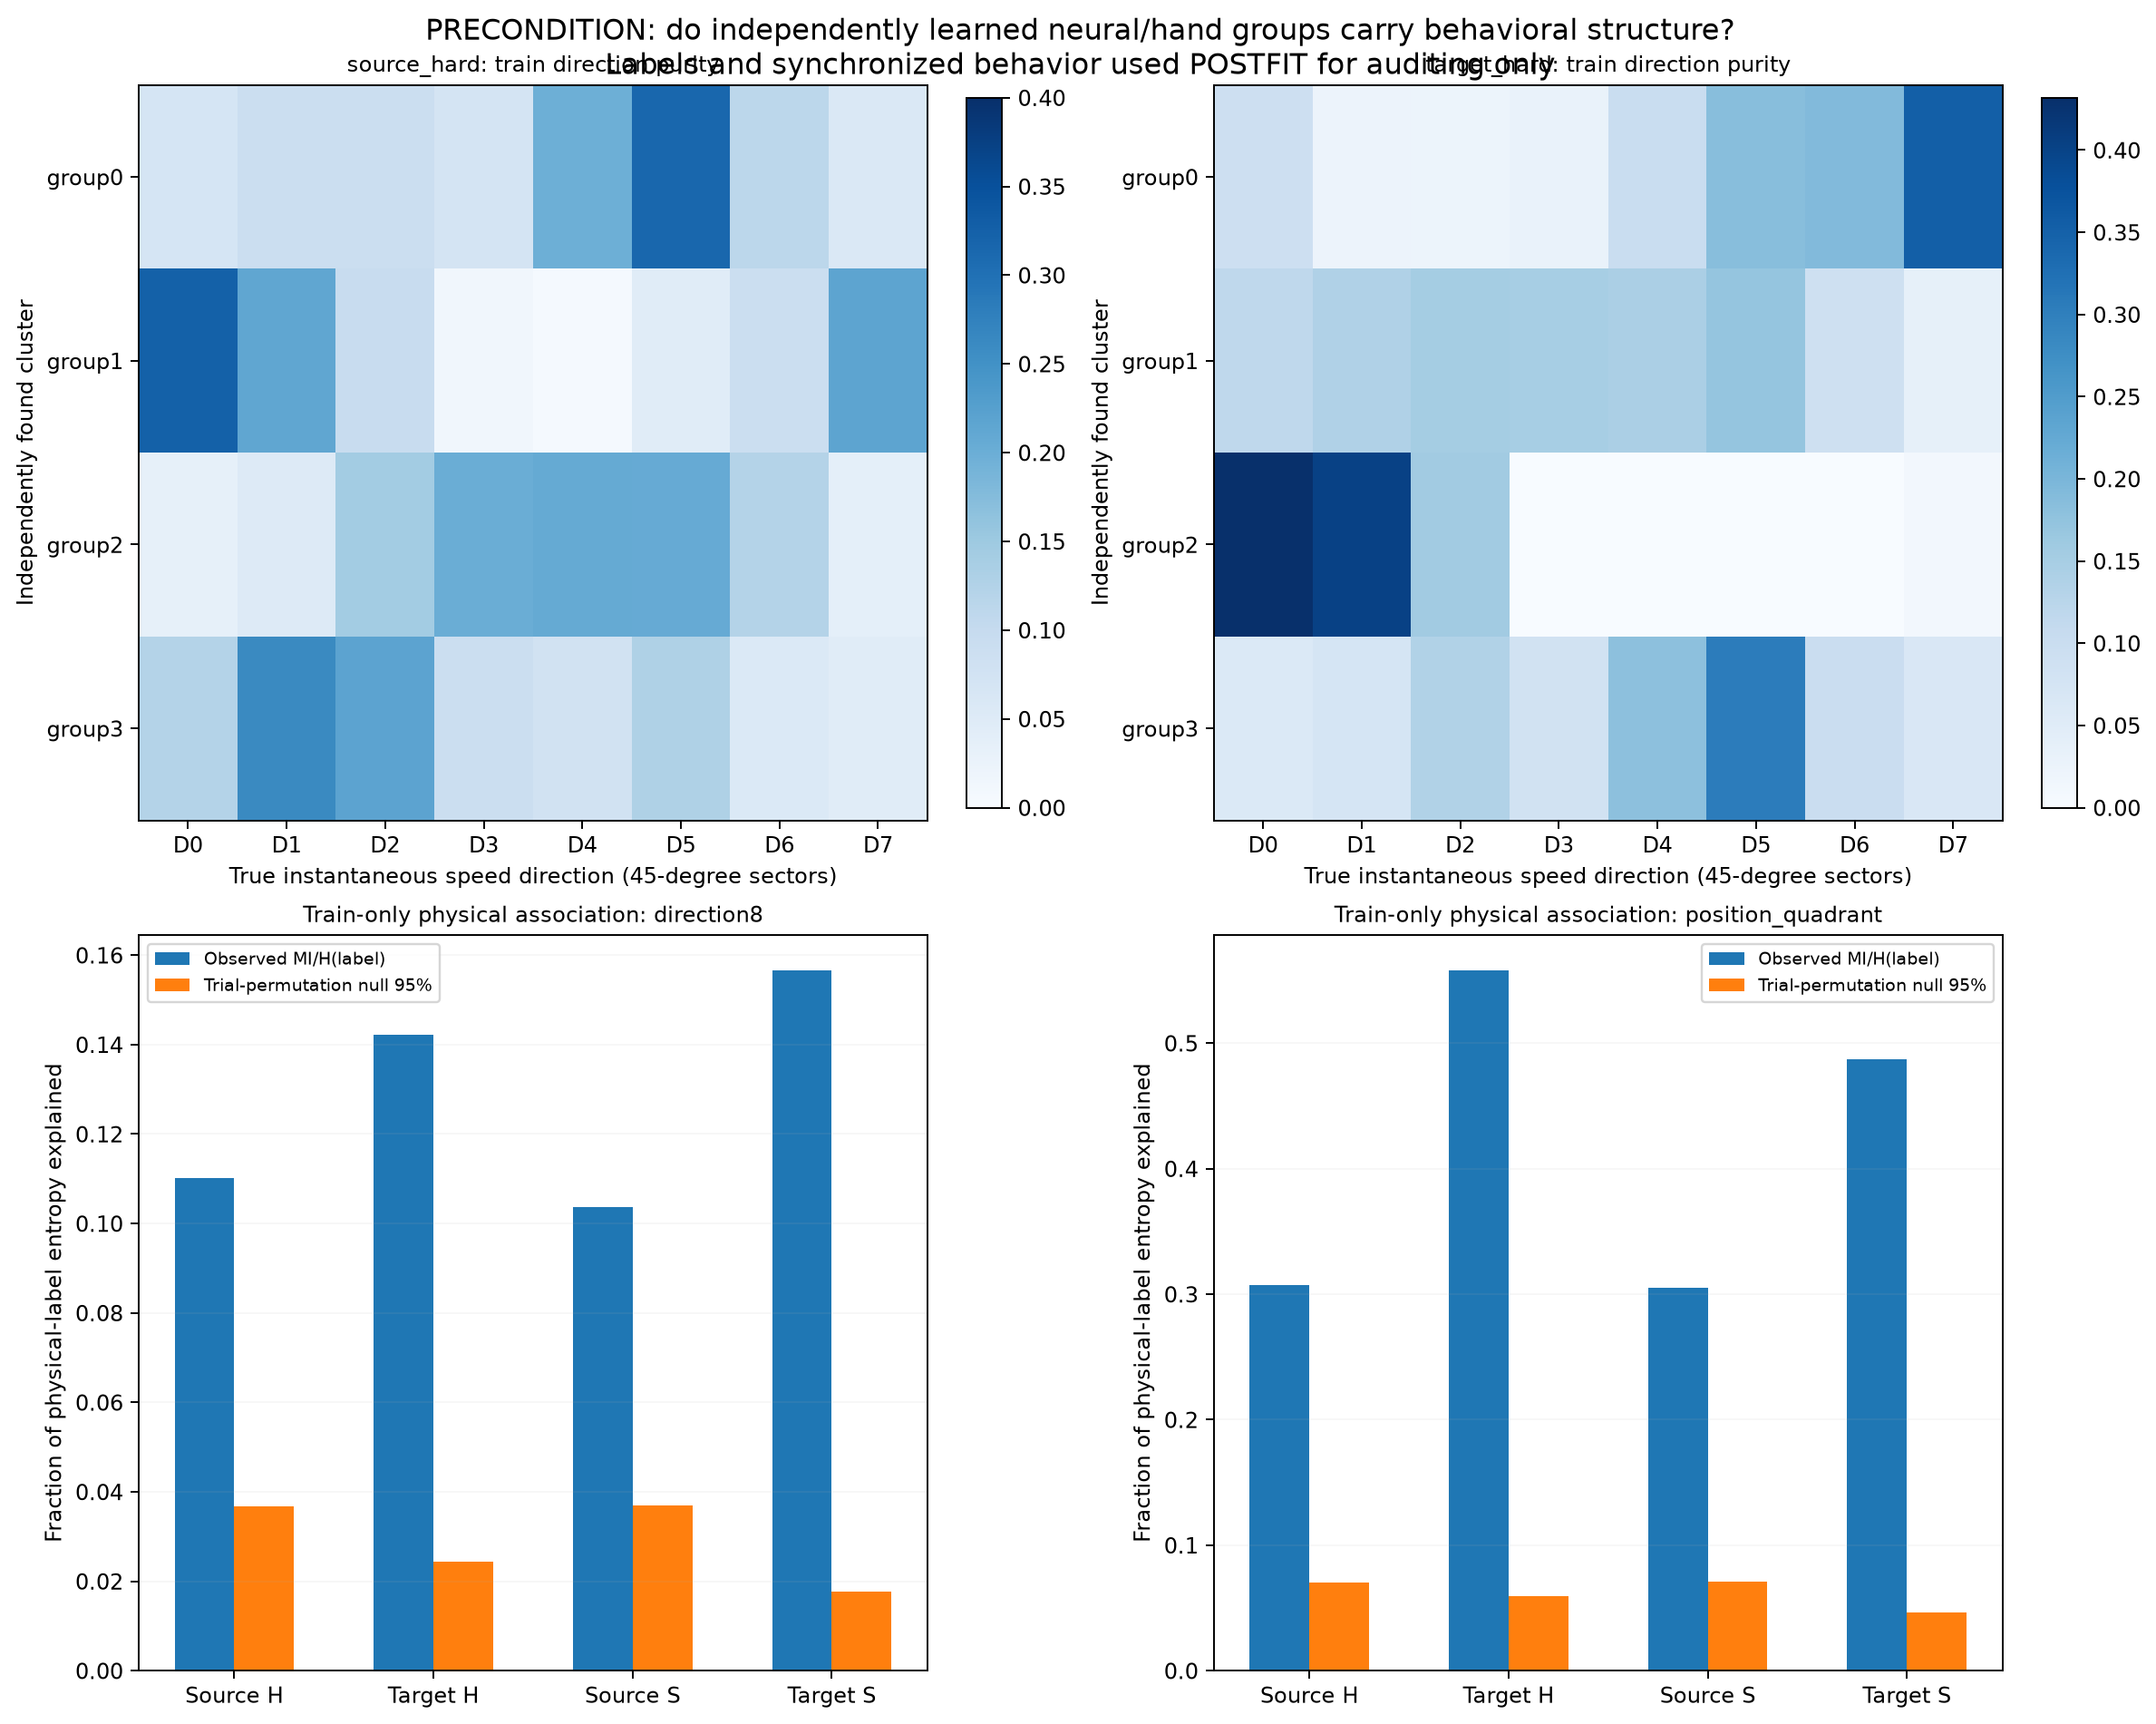 PRECONDITION: do independently learned neural/hand groups carry behavioral structure?
Labels and synchronized behavior used POSTFIT for auditing only
source_hard: train direction purity
target_hard: train direction purity
group0
group1
group2
group3
Independently found cluster
D0 D1 D2 D3 D4 D5 D6 D7
True instantaneous speed direction (45-degree sectors)
0.40
0.35
0.30
0.25
0.20
0.15
0.10
0.05
0.00
group0
group1
group2
group3
Independently found cluster
D0 D1 D2 D3 D4 D5 D6 D7
True instantaneous speed direction (45-degree sectors)
0.40
0.35
0.30
0.25
0.20
0.15
0.10
0.05
0.00
Train-only physical association: direction8
Observed MI/H(label)
Trial-permutation null 95%
Fraction of physical-label entropy explained
0.16
0.14
0.12
0.10
0.08
0.06
0.04
0.02
0.00
Source H Target H Source S Target S
Train-only physical association: position_quadrant
Observed MI/H(label)
Trial-permutation null 95%
Fraction of physical-label entropy explained
0.5
0.4
0.3
0.2
0.1
0.0
Source H Target H Source S Target S